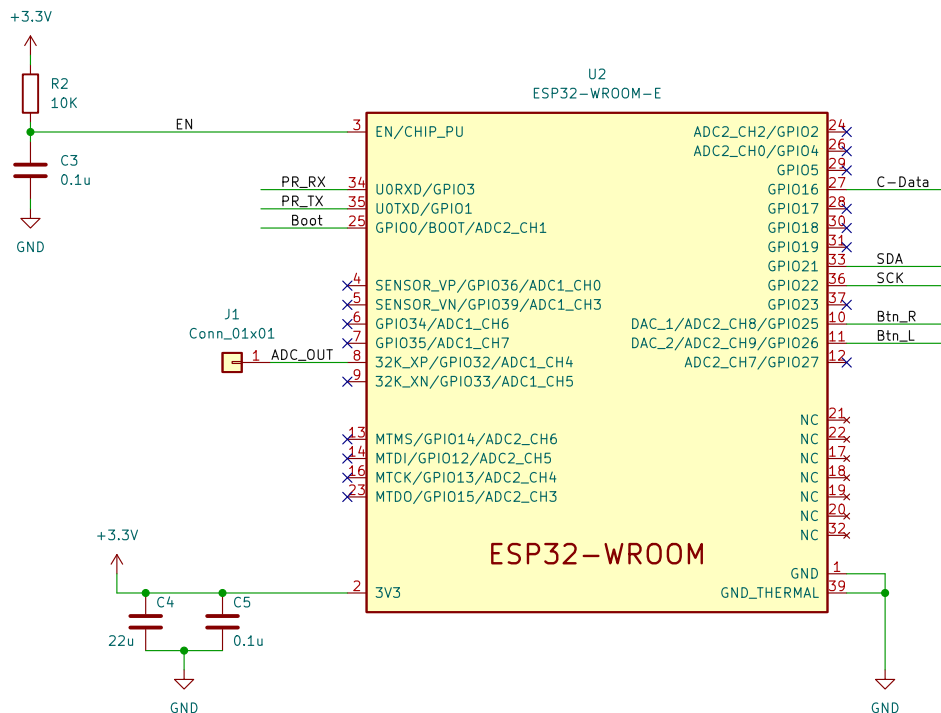 +3.3V
R2
10K
EN
C3
0.1u
GND
U2
ESP32-WROOM-E
3 EN/CHIP_PU
PR_RX 34 U0RXD/GPIO3
PR_TX 35 U0TXD/GPIO1
Boot 25 GPIO0/BOOT/ADC2_CH1
4 SENSOR_VP/GPIO36/ADC1_CH0
5 SENSOR_VN/GPIO39/ADC1_CH3
6 GPIO34/ADC1_CH6
7 GPIO35/ADC1_CH7
J1
Conn_01x01
1 ADC_OUT 8 32K_XP/GPIO32/ADC1_CH4
9 32K_XN/GPIO33/ADC1_CH5
13 MTMS/GPIO14/ADC2_CH6
14 MTDI/GPIO12/ADC2_CH5
16 MTCK/GPIO13/ADC2_CH4
23 MTDO/GPIO15/ADC2_CH3
ADC2_CH2/GPIO2 24
ADC2_CH0/GPIO4 26
GPIO5 29
GPIO16 27 C-Data
GPIO17 28
GPIO18 30
GPIO19 31
GPIO21 33 SDA
GPIO22 36 SCK
GPIO23 37
DAC_1/ADC2_CH8/GPIO25 10 Btn_R
DAC_2/ADC2_CH9/GPIO26 11 Btn_L
ADC2_CH7/GPIO27 12
NC 21
NC 22
NC 17
NC 18
NC 19
NC 20
NC 32
ESP32-WROOM
GND 1
GND_THERMAL 39
GND
+3.3V
2 3V3
C4
22u
C5
0.1u
GND